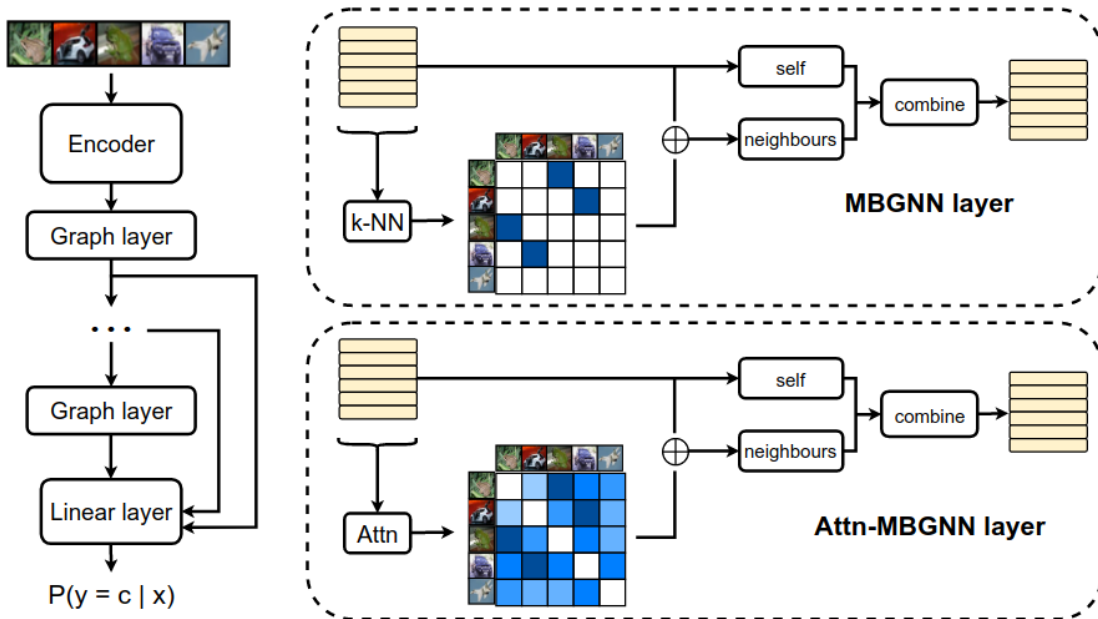 Encoder
Graph layer
...
Graph layer
Linear layer
P(y = c | x)
self
neighbours
combine
k-NN
MBGNN layer
self
neighbours
combine
Attn
Attn-MBGNN layer